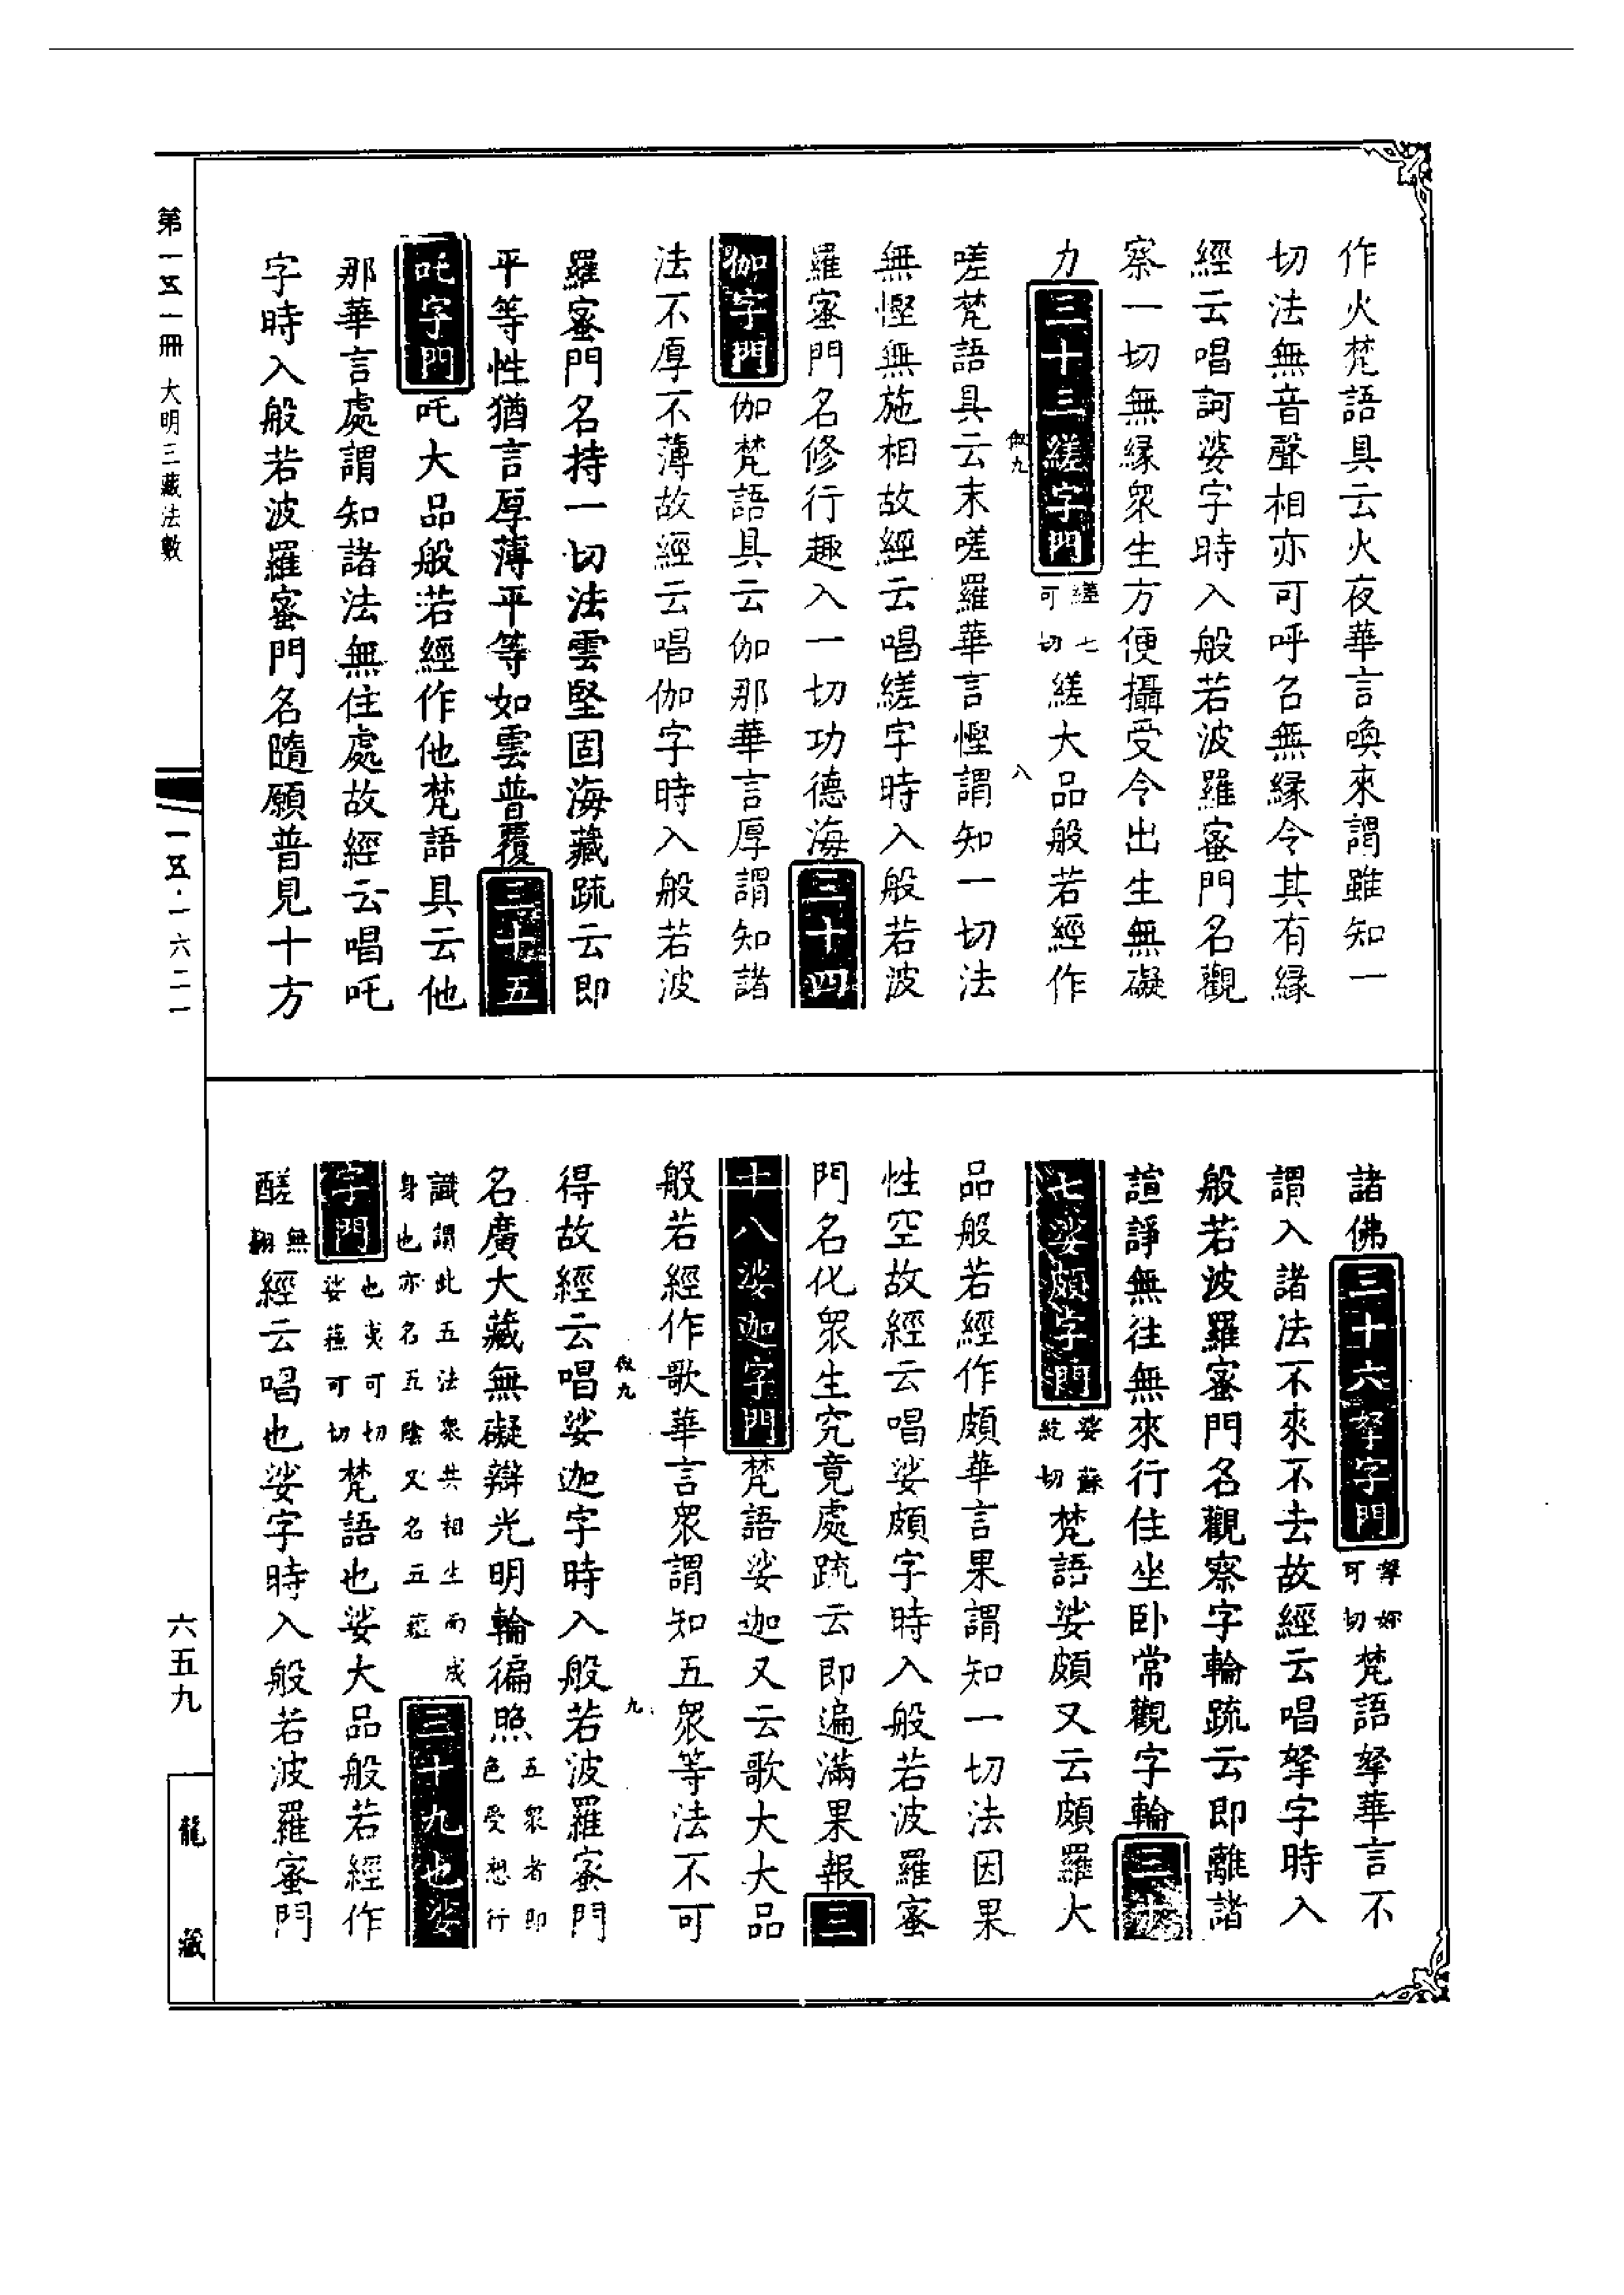 作火梵語具云火夜華言喚來謂雖知一
切法無音聲相亦可呼召無緣令其有緣
經云唱訶婆字時入般若波羅蜜門名觀
察一切無緣眾生方便攝受令出生無礙
力三十三縒字門縒七可切縒大品般若經作
嗟梵語具云末嗟羅華言慳謂知一切法
無慳無施相故經云唱縒字時入般若波
羅蜜門名修行趣入一切功德海三十四
伽字門伽梵語具云伽那華言厚謂知諸
法不厚不薄故經云唱伽字時入般若波
羅蜜門名持一切法雲堅固海藏疏云即
平等性猶言厚薄平等如雲普覆三十五
吒字門吒大品般若經作他梵語具云他
那華言處謂知諸法無住處故經云唱吒
字時入般若波羅蜜門名隨願普見十方
諸佛三十六拏字門拏妳可切梵語拏華言不
謂入諸法不來不去故經云唱拏字時入
般若波羅蜜門名觀察字輪疏云即離諸
諠諍無往無來行住坐卧常觀字輪三十
七娑頗字門娑蘇紇切梵語娑頗又云頗羅大
品般若經作頗華言果謂知一切法因果
性空故經云唱娑頗字時入般若波羅蜜
門名化眾生究竟處疏云即遍滿果報三
十八娑迦字門梵語娑迦又云歌大大品
般若經作歌華言眾謂知五眾等法不可
得故經云唱娑迦字時入般若波羅蜜門
名廣大藏無礙辯光明輪徧照五眾者即色受想行
識謂此五法眾共相生而成身也亦名五陰又名五蘊三十九也娑
字門也夷可切娑蘇可切梵語也娑大品般若經作
醝無翻經云唱也娑字時入般若波羅蜜門
第一五一冊 大明三藏法數
一五·一六二一
六五九
龍藏